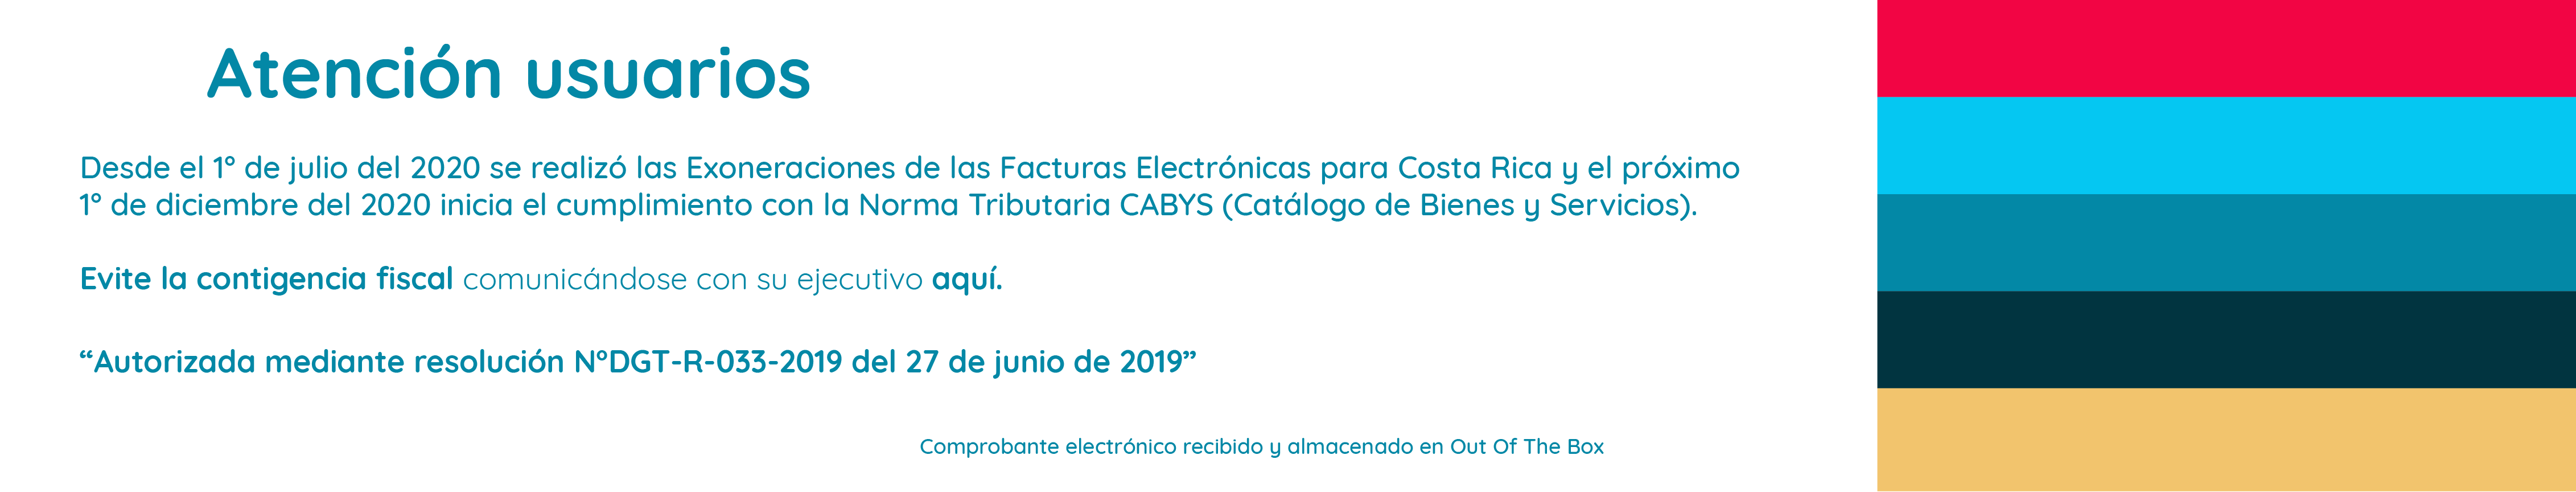 Atención usuarios
Desde el 1° de julio del 2020 se realizó las Exoneraciones de las Facturas Electrónicas para Costa Rica y el próximo
1° de diciembre del 2020 inicia el cumplimiento con la Norma Tributaria CABYS (Catálogo de Bienes y Servicios).
Evite la contigencia fiscal comunicándose con su ejecutivo aquí.
“Autorizada mediante resolución N°DGT-R-033-2019 del 27 de junio de 2019”
Comprobante electrónico recibido y almacenado en Out Of The Box